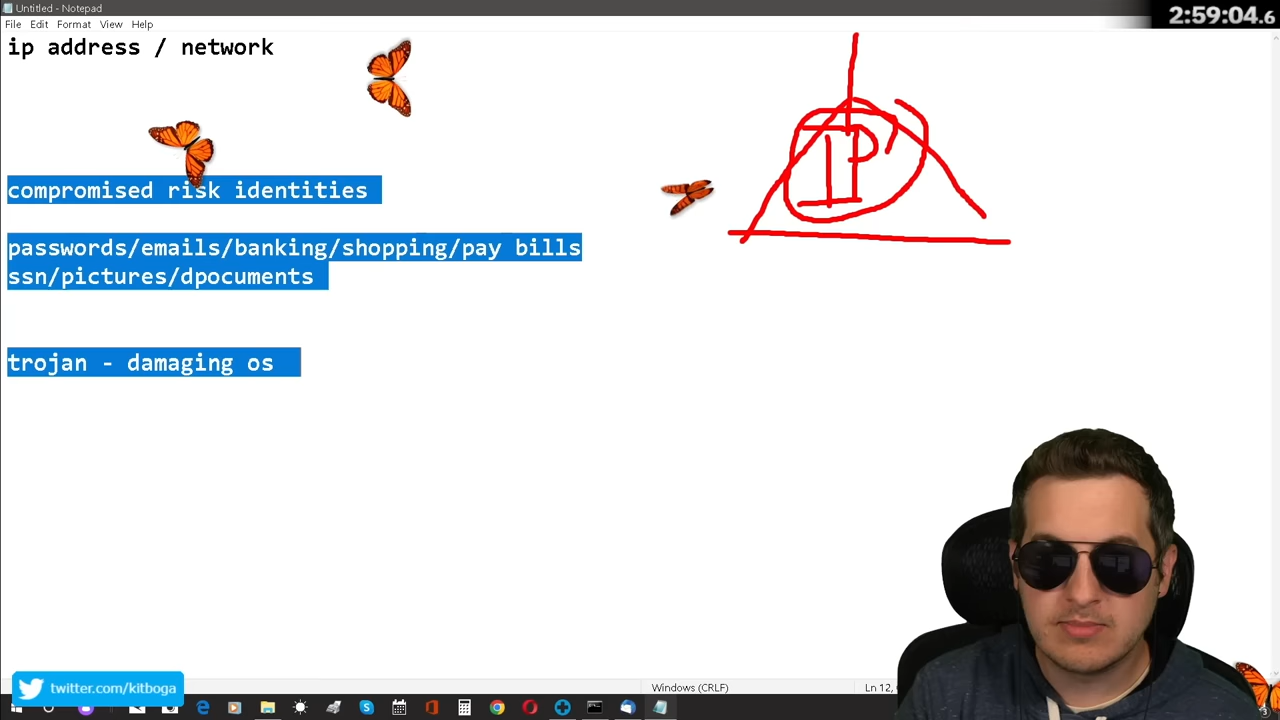 Untitled - Notepad
2:59:04.6
File Edit Format View Help
ip address / network
IP
compromised risk identities
passwords/emails/banking/shopping/pay bills
ssn/pictures/dpocuments
trojan - damaging os
twitter.com/kitboga
Windows (CRLF)
Ln 12,
3